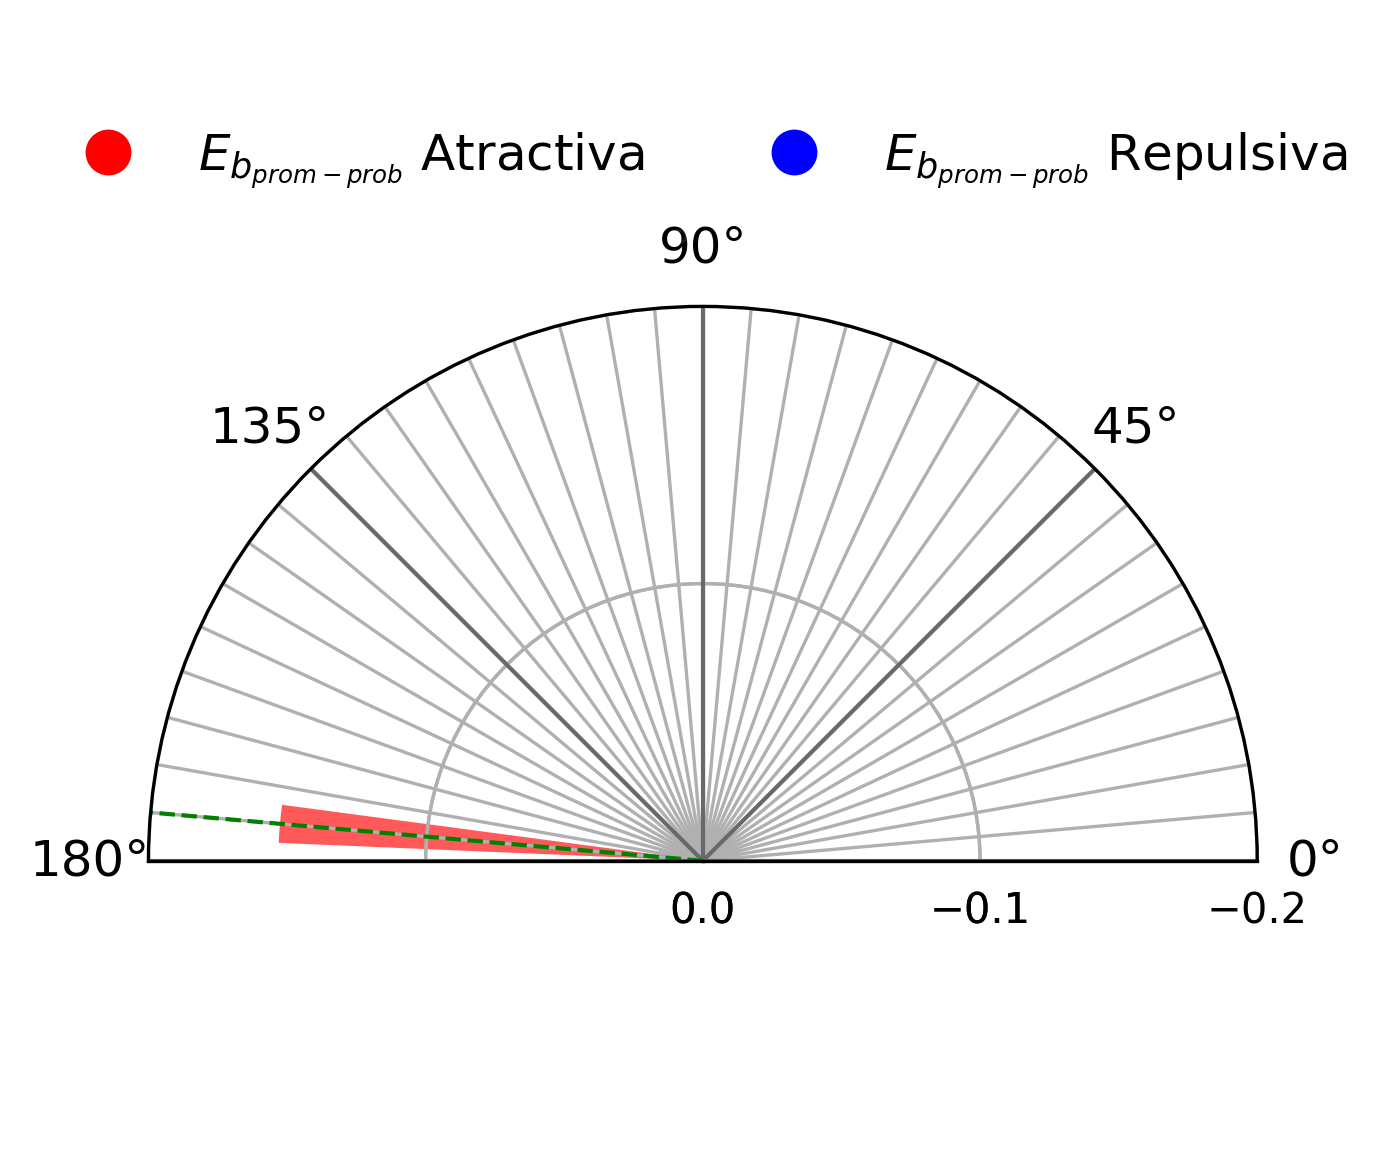 E_{b_{prom-prob}} Atractiva E_{b_{prom-prob}} Repulsiva
90°
135° 45°
180° 0°
0.0 −0.1 −0.2